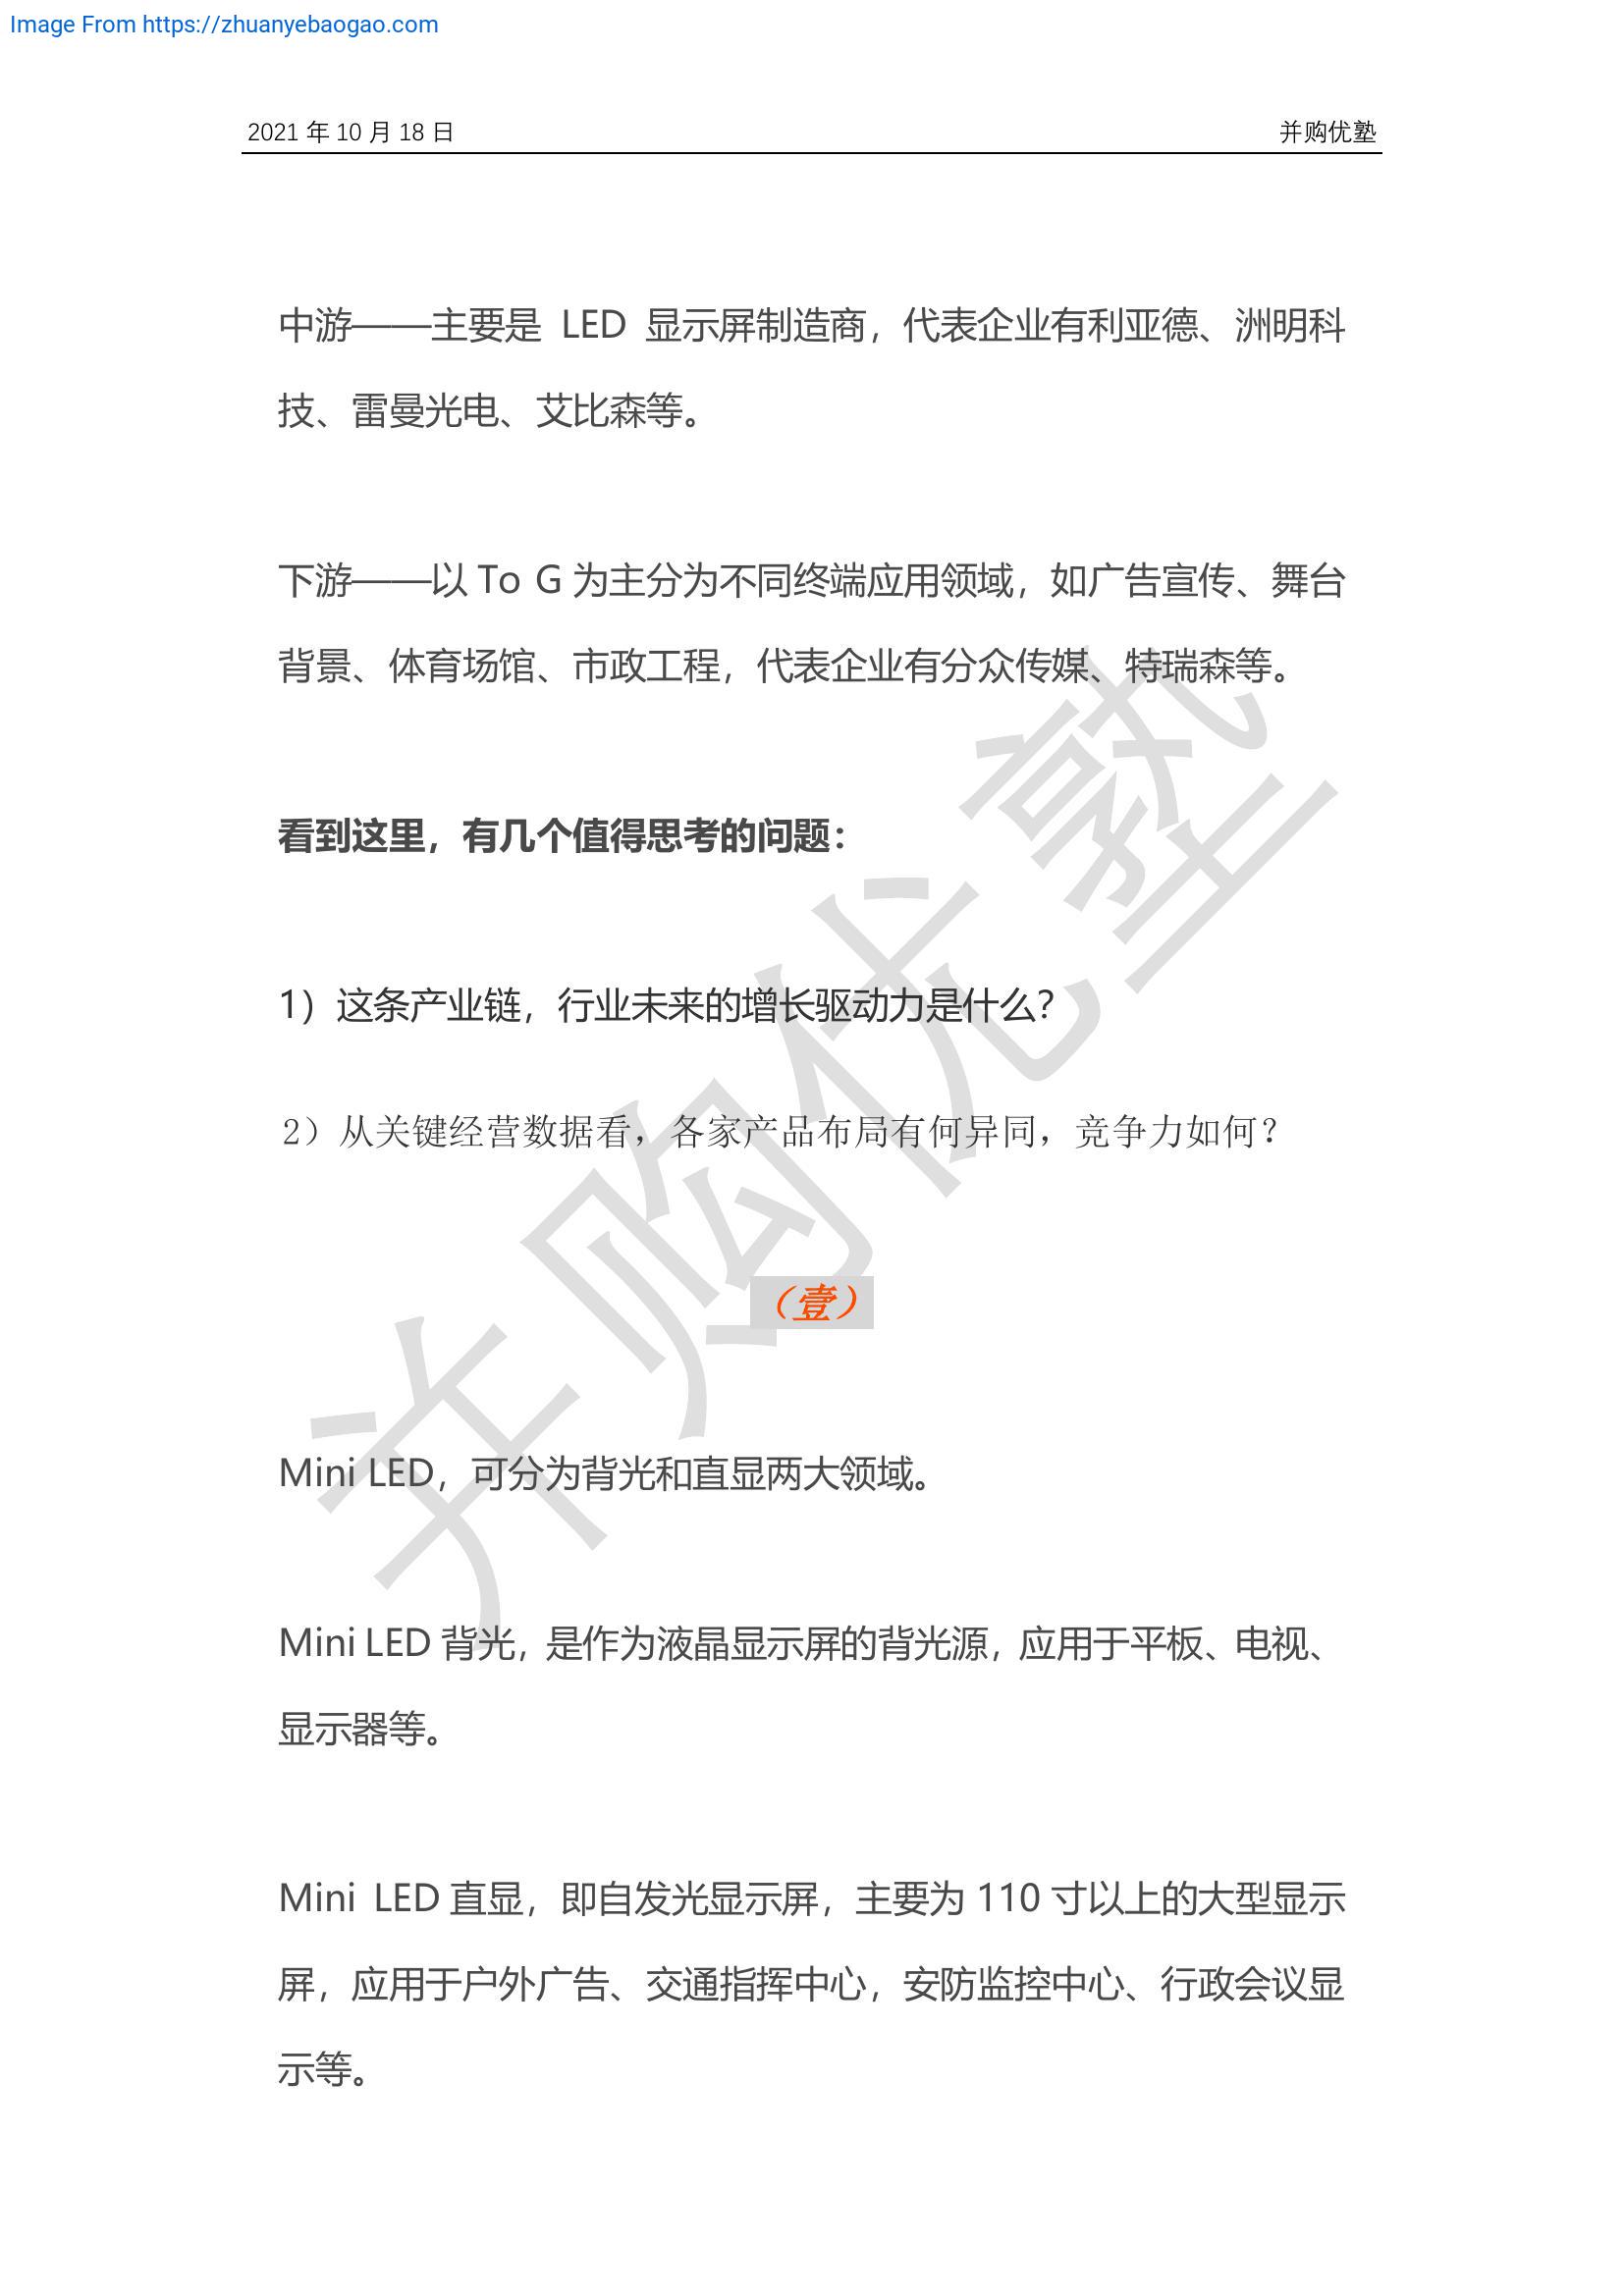 Image From https://zhuanyebaogao.com
2021 年 10 月 18 日 并购优塾
中游——主要是 LED 显示屏制造商，代表企业有利亚德、洲明科
技、雷曼光电、艾比森等。
下游——以 To G 为主分为不同终端应用领域，如广告宣传、舞台
背景、体育场馆、市政工程，代表企业有分众传媒、特瑞森等。
看到这里，有几个值得思考的问题：
1）这条产业链，行业未来的增长驱动力是什么？
2）从关键经营数据看，各家产品布局有何异同，竞争力如何？
（壹）
Mini LED，可分为背光和直显两大领域。
Mini LED 背光，是作为液晶显示屏的背光源，应用于平板、电视、
显示器等。
Mini LED 直显，即自发光显示屏，主要为 110 寸以上的大型显示
屏，应用于户外广告、交通指挥中心，安防监控中心、行政会议显
示等。
并购优塾